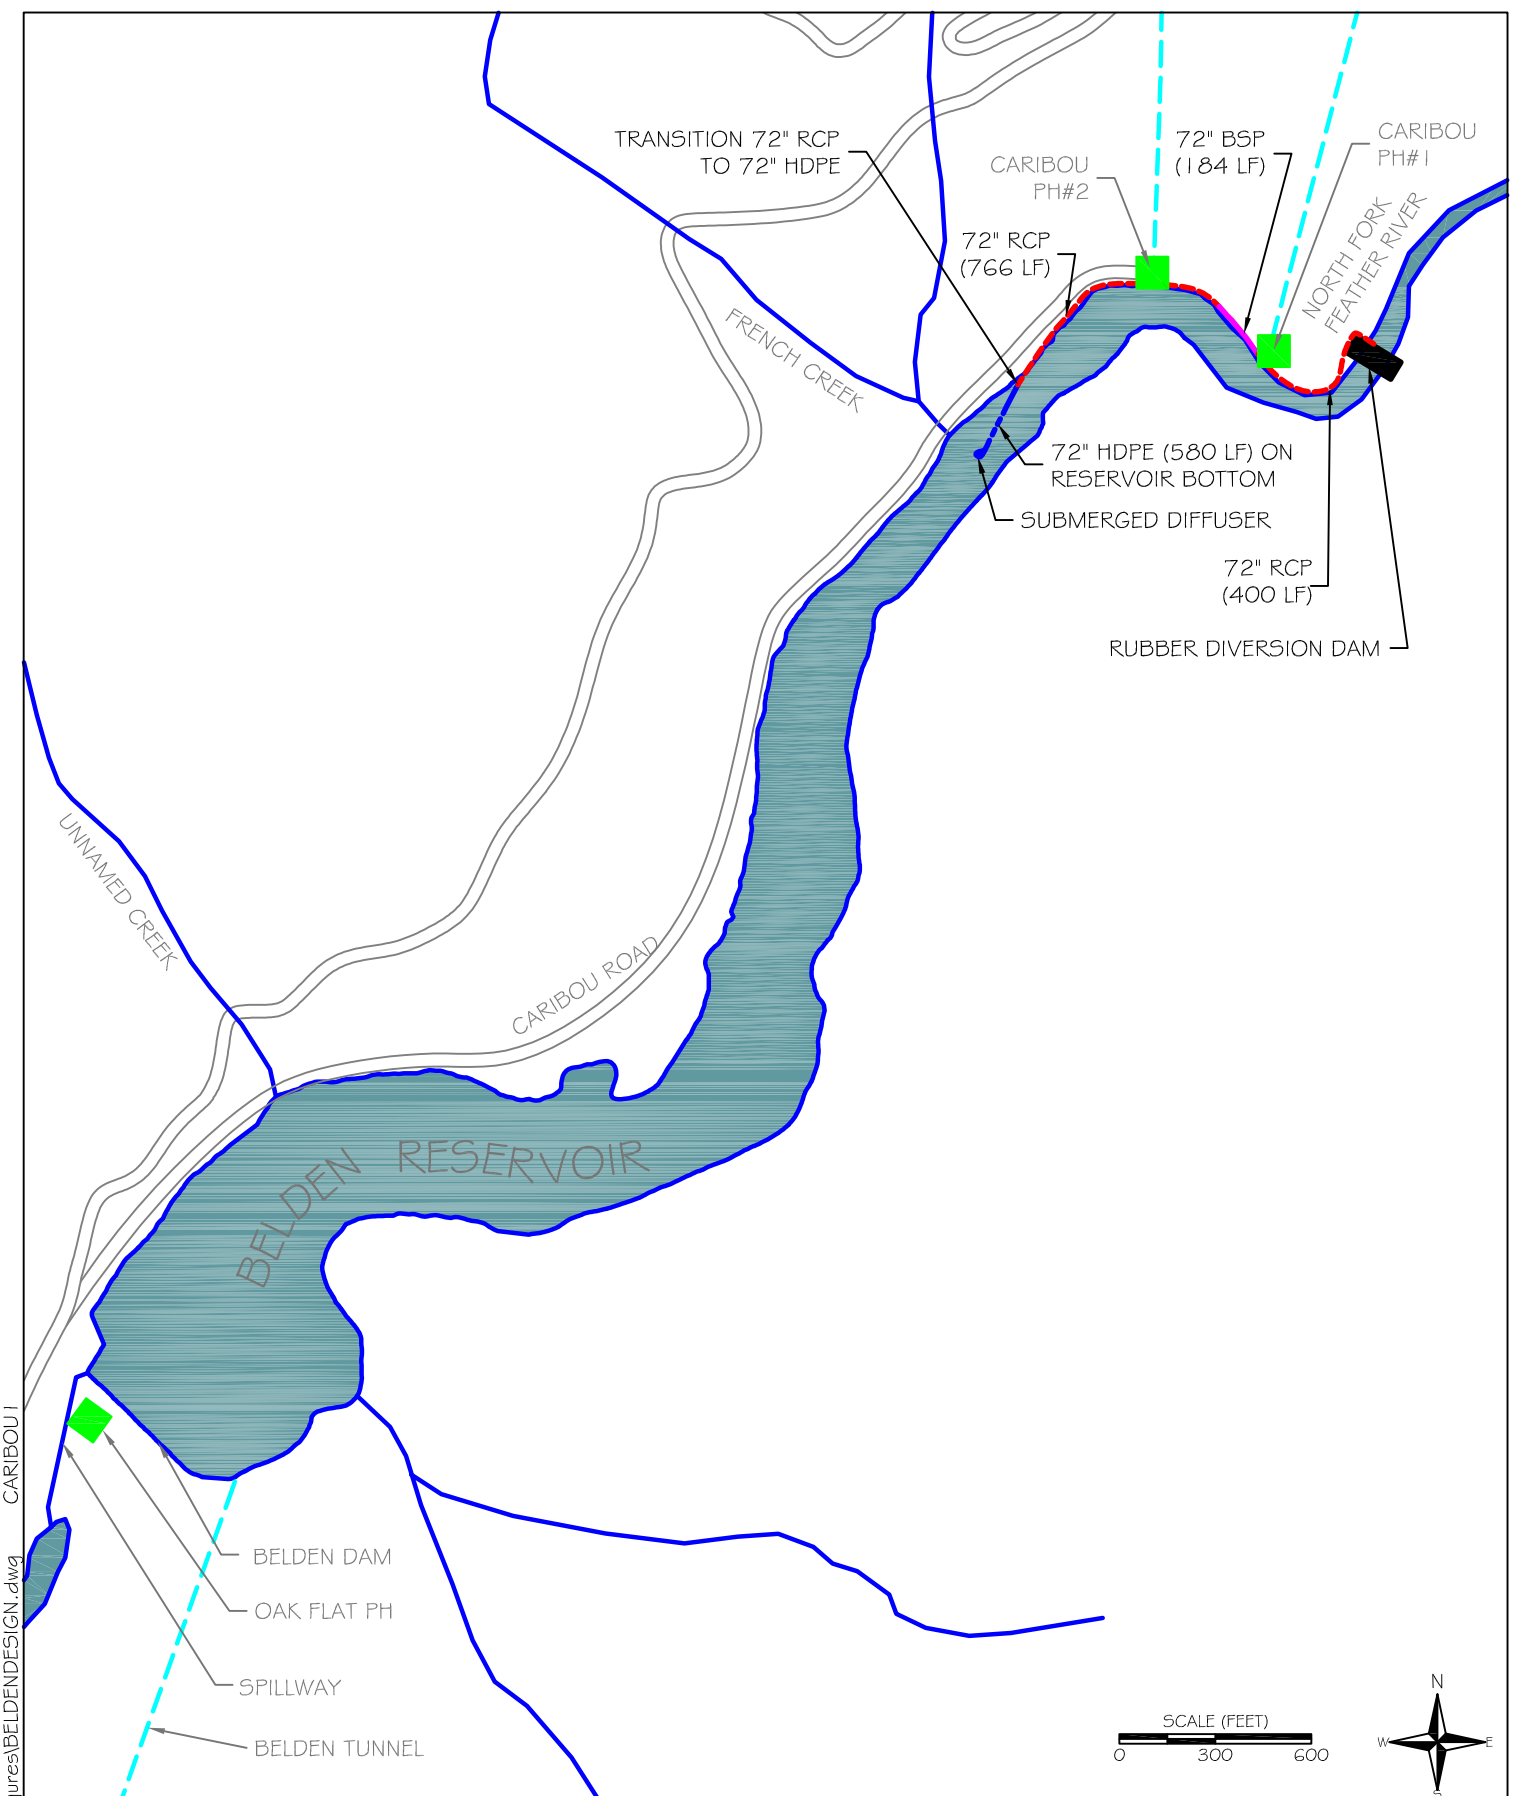 TRANSITION 72" RCP
TO 72" HDPE
CARIBOU
PH#2
72" BSP
(184 LF)
CARIBOU
PH#1
72" RCP
(766 LF)
NORTH FORK
FEATHER RIVER
FRENCH CREEK
72" HDPE (580 LF) ON
RESERVOIR BOTTOM
SUBMERGED DIFFUSER
72" RCP
(400 LF)
RUBBER DIVERSION DAM
UNNAMED CREEK
CARIBOU ROAD
BELDEN RESERVOIR
CARIBOU I
gures\BELDENDESIGN.dwg
BELDEN DAM
OAK FLAT PH
SPILLWAY
BELDEN TUNNEL
SCALE (FEET)
0 300 600
N
W E
S